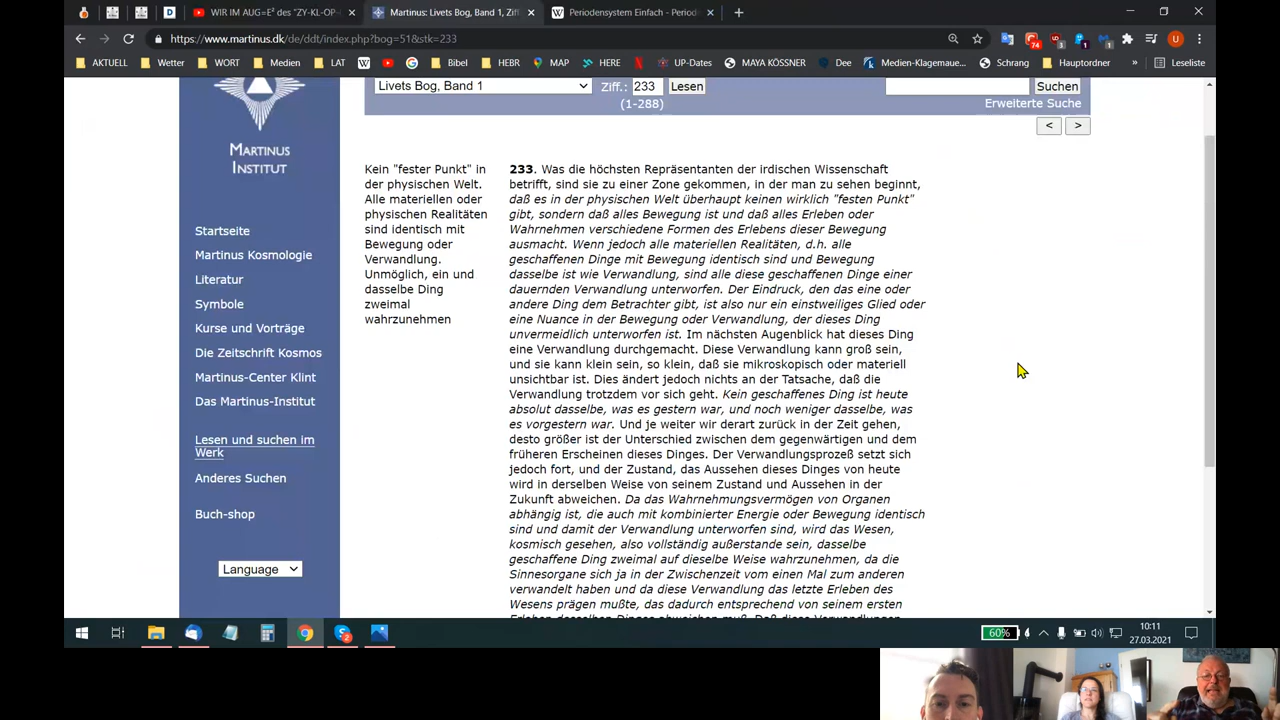 WIR IM AUG=E² des "ZY-KL-OP-
Martinus: Livets Bog, Band 1, Ziff
Periodensystem Einfach - Period
https://www.martinus.dk/de/ddt/index.php?bog=51&stk=233
AKTUELL
Wetter
WORT
Medien
LAT
Bibel
HEBR
MAP
HERE
UP-Dates
MAYA KÖSSNER
Dee
Medien-Klagemaue...
Schrang
Hauptordner
»
Leseliste
Livets Bog, Band 1
Ziff.: 233 Lesen
(1-288)
Suchen
Erweiterte Suche
< >
MARTINUS
INSTITUT
Startseite
Martinus Kosmologie
Literatur
Symbole
Kurse und Vorträge
Die Zeitschrift Kosmos
Martinus-Center Klint
Das Martinus-Institut
Lesen und suchen im
Werk
Anderes Suchen
Buch-shop
Language
Kein "fester Punkt" in
der physischen Welt.
Alle materiellen oder
physischen Realitäten
sind identisch mit
Bewegung oder
Verwandlung.
Unmöglich, ein und
dasselbe Ding
zweimal
wahrzunehmen
233. Was die höchsten Repräsentanten der irdischen Wissenschaft
betrifft, sind sie zu einer Zone gekommen, in der man zu sehen beginnt,
daß es in der physischen Welt überhaupt keinen wirklich "festen Punkt"
gibt, sondern daß alles Bewegung ist und daß alles Erleben oder
Wahrnehmen verschiedene Formen des Erlebens dieser Bewegung
ausmacht. Wenn jedoch alle materiellen Realitäten, d.h. alle
geschaffenen Dinge mit Bewegung identisch sind und Bewegung
dasselbe ist wie Verwandlung, sind alle diese geschaffenen Dinge einer
dauernden Verwandlung unterworfen. Der Eindruck, den das eine oder
andere Ding dem Betrachter gibt, ist also nur ein einstweiliges Glied oder
eine Nuance in der Bewegung oder Verwandlung, der dieses Ding
unvermeidlich unterworfen ist. Im nächsten Augenblick hat dieses Ding
eine Verwandlung durchgemacht. Diese Verwandlung kann groß sein,
und sie kann klein sein, so klein, daß sie mikroskopisch oder materiell
unsichtbar ist. Dies ändert jedoch nichts an der Tatsache, daß die
Verwandlung trotzdem vor sich geht. Kein geschaffenes Ding ist heute
absolut dasselbe, was es gestern war, und noch weniger dasselbe, was
es vorgestern war. Und je weiter wir derart zurück in der Zeit gehen,
desto größer ist der Unterschied zwischen dem gegenwärtigen und dem
früheren Erscheinen dieses Dinges. Der Verwandlungsprozeß setzt sich
jedoch fort, und der Zustand, das Aussehen dieses Dinges von heute
wird in derselben Weise von seinem Zustand und Aussehen in der
Zukunft abweichen. Da das Wahrnehmungsvermögen von Organen
abhängig ist, die auch mit kombinierter Energie oder Bewegung identisch
sind und damit der Verwandlung unterworfen sind, wird das Wesen,
kosmisch gesehen, also vollständig außerstande sein, dasselbe
geschaffene Ding zweimal auf dieselbe Weise wahrzunehmen, da die
Sinnesorgane sich ja in der Zwischenzeit vom einen Mal zum anderen
verwandelt haben und da diese Verwandlung das letzte Erleben des
Wesens prägen mußte, das dadurch entsprechend von seinem ersten
60%
10:11
27.03.2021